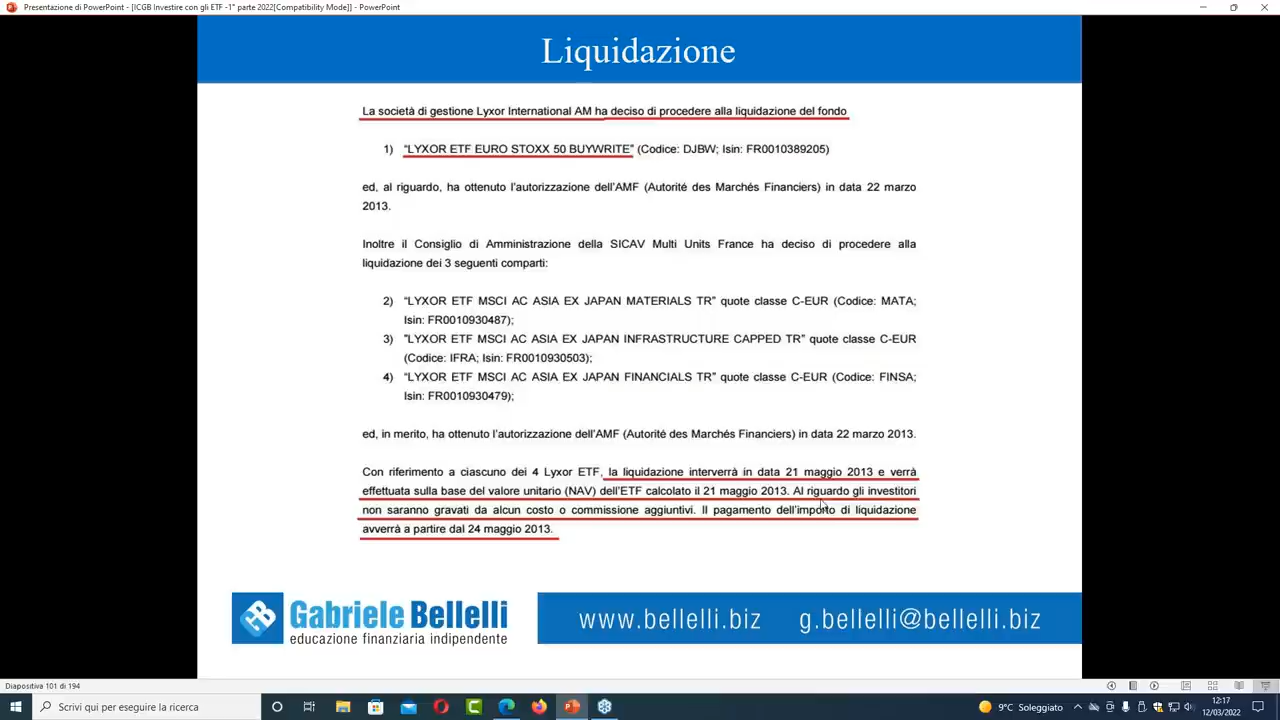 Presentazione di PowerPoint - [ICGB Investire con gli ETF -1° parte 2022[Compatibility Mode]] - PowerPoint
Liquidazione
La società di gestione Lyxor International AM ha deciso di procedere alla liquidazione del fondo
1) “LYXOR ETF EURO STOXX 50 BUYWRITE” (Codice: DJBW; Isin: FR0010389205)
ed, al riguardo, ha ottenuto l’autorizzazione dell’AMF (Autorité des Marchés Financiers) in data 22 marzo
2013.
Inoltre il Consiglio di Amministrazione della SICAV Multi Units France ha deciso di procedere alla
liquidazione dei 3 seguenti comparti:
2) “LYXOR ETF MSCI AC ASIA EX JAPAN MATERIALS TR” quote classe C-EUR (Codice: MATA;
Isin: FR0010930487);
3) “LYXOR ETF MSCI AC ASIA EX JAPAN INFRASTRUCTURE CAPPED TR” quote classe C-EUR
(Codice: IFRA; Isin: FR0010930503);
4) “LYXOR ETF MSCI AC ASIA EX JAPAN FINANCIALS TR” quote classe C-EUR (Codice: FINSA;
Isin: FR0010930479);
ed, in merito, ha ottenuto l’autorizzazione dell’AMF (Autorité des Marchés Financiers) in data 22 marzo 2013.
Con riferimento a ciascuno dei 4 Lyxor ETF, la liquidazione interverrà in data 21 maggio 2013 e verrà
effettuata sulla base del valore unitario (NAV) dell’ETF calcolato il 21 maggio 2013. Al riguardo gli investitori
non saranno gravati da alcun costo o commissione aggiuntivi. Il pagamento dell’importo di liquidazione
avverrà a partire dal 24 maggio 2013.
Gabriele Bellelli
educazione finanziaria indipendente
www.bellelli.biz g.bellelli@bellelli.biz
Diapositiva 101 di 194
Scrivi qui per eseguire la ricerca
9°C Soleggiato
12:17
12/03/2022